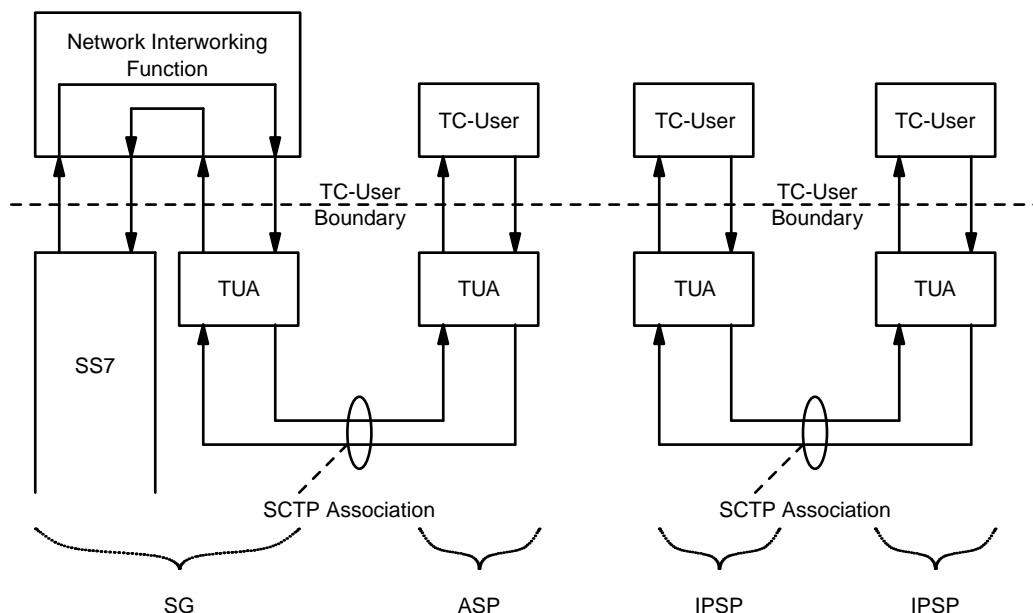 Network Interworking
Function
TC-User
TC-User
TC-User
TC-User
Boundary
TC-User
Boundary
TUA
TUA
TUA
TUA
SS7
SCTP Association
SCTP Association
SG
ASP
IPSP
IPSP